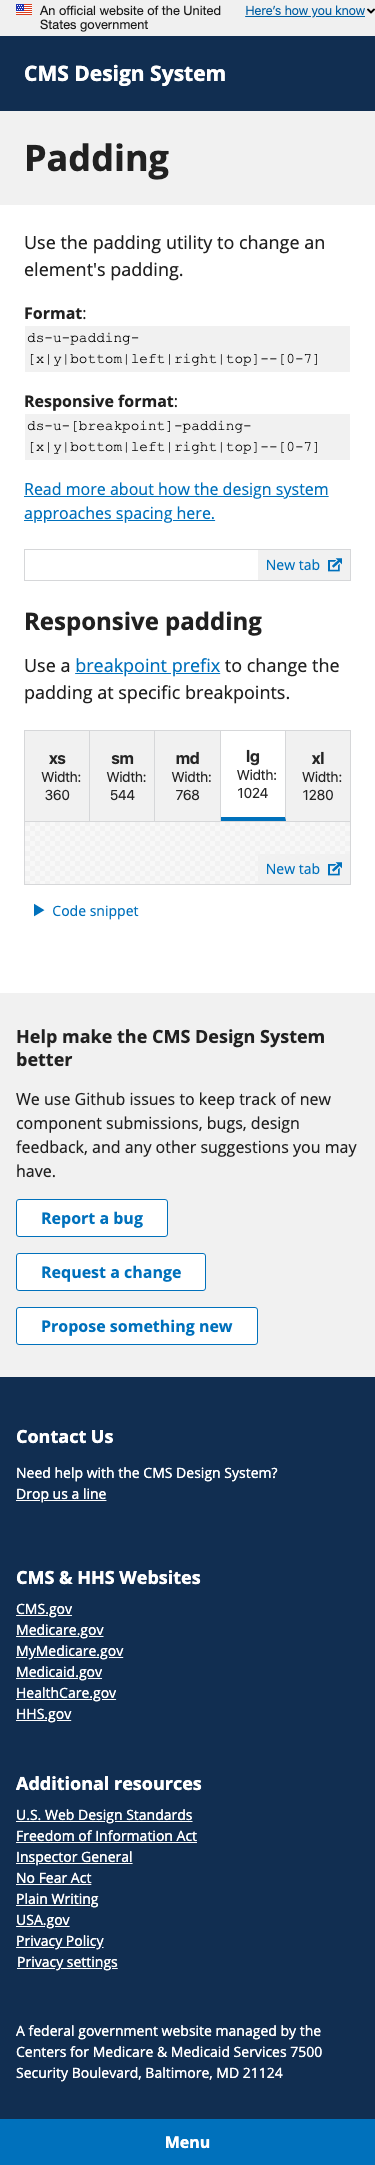 An official website of the United States government
Here's how you know
CMS Design System
Padding
Use the padding utility to change an
element's padding.
Format:
ds-u-padding-
[x|y|bottom|left|right|top]--[0-7]
Responsive format:
ds-u-[breakpoint]-padding-
[x|y|bottom|left|right|top]--[0-7]
Read more about how the design system
approaches spacing here.
New tab
Responsive padding
Use a breakpoint prefix to change the
padding at specific breakpoints.
xs
Width:
360
sm
Width:
544
md
Width:
768
lg
Width:
1024
xl
Width:
1280
New tab
Code snippet
Help make the CMS Design System
better
We use Github issues to keep track of new
component submissions, bugs, design
feedback, and any other suggestions you may
have.
Report a bug
Request a change
Propose something new
Contact Us
Need help with the CMS Design System?
Drop us a line
CMS & HHS Websites
CMS.gov
Medicare.gov
MyMedicare.gov
Medicaid.gov
HealthCare.gov
HHS.gov
Additional resources
U.S. Web Design Standards
Freedom of Information Act
Inspector General
No Fear Act
Plain Writing
USA.gov
Privacy Policy
Privacy settings
A federal government website managed by the
Centers for Medicare & Medicaid Services 7500
Security Boulevard, Baltimore, MD 21124
Menu